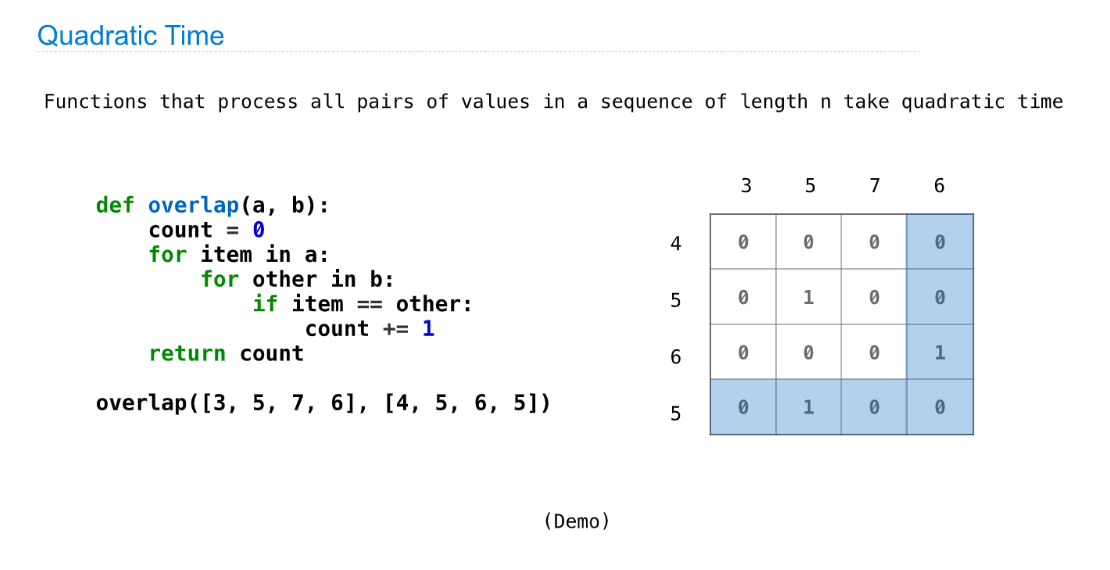 Quadratic Time
Functions that process all pairs of values in a sequence of length n take quadratic time
def overlap(a, b):
    count = 0
    for item in a:
        for other in b:
            if item == other:
                count += 1
    return count
overlap([3, 5, 7, 6], [4, 5, 6, 5])
3 5 7 6
4 0 0 0 0
5 0 1 0 0
6 0 0 0 1
5 0 1 0 0
(Demo)